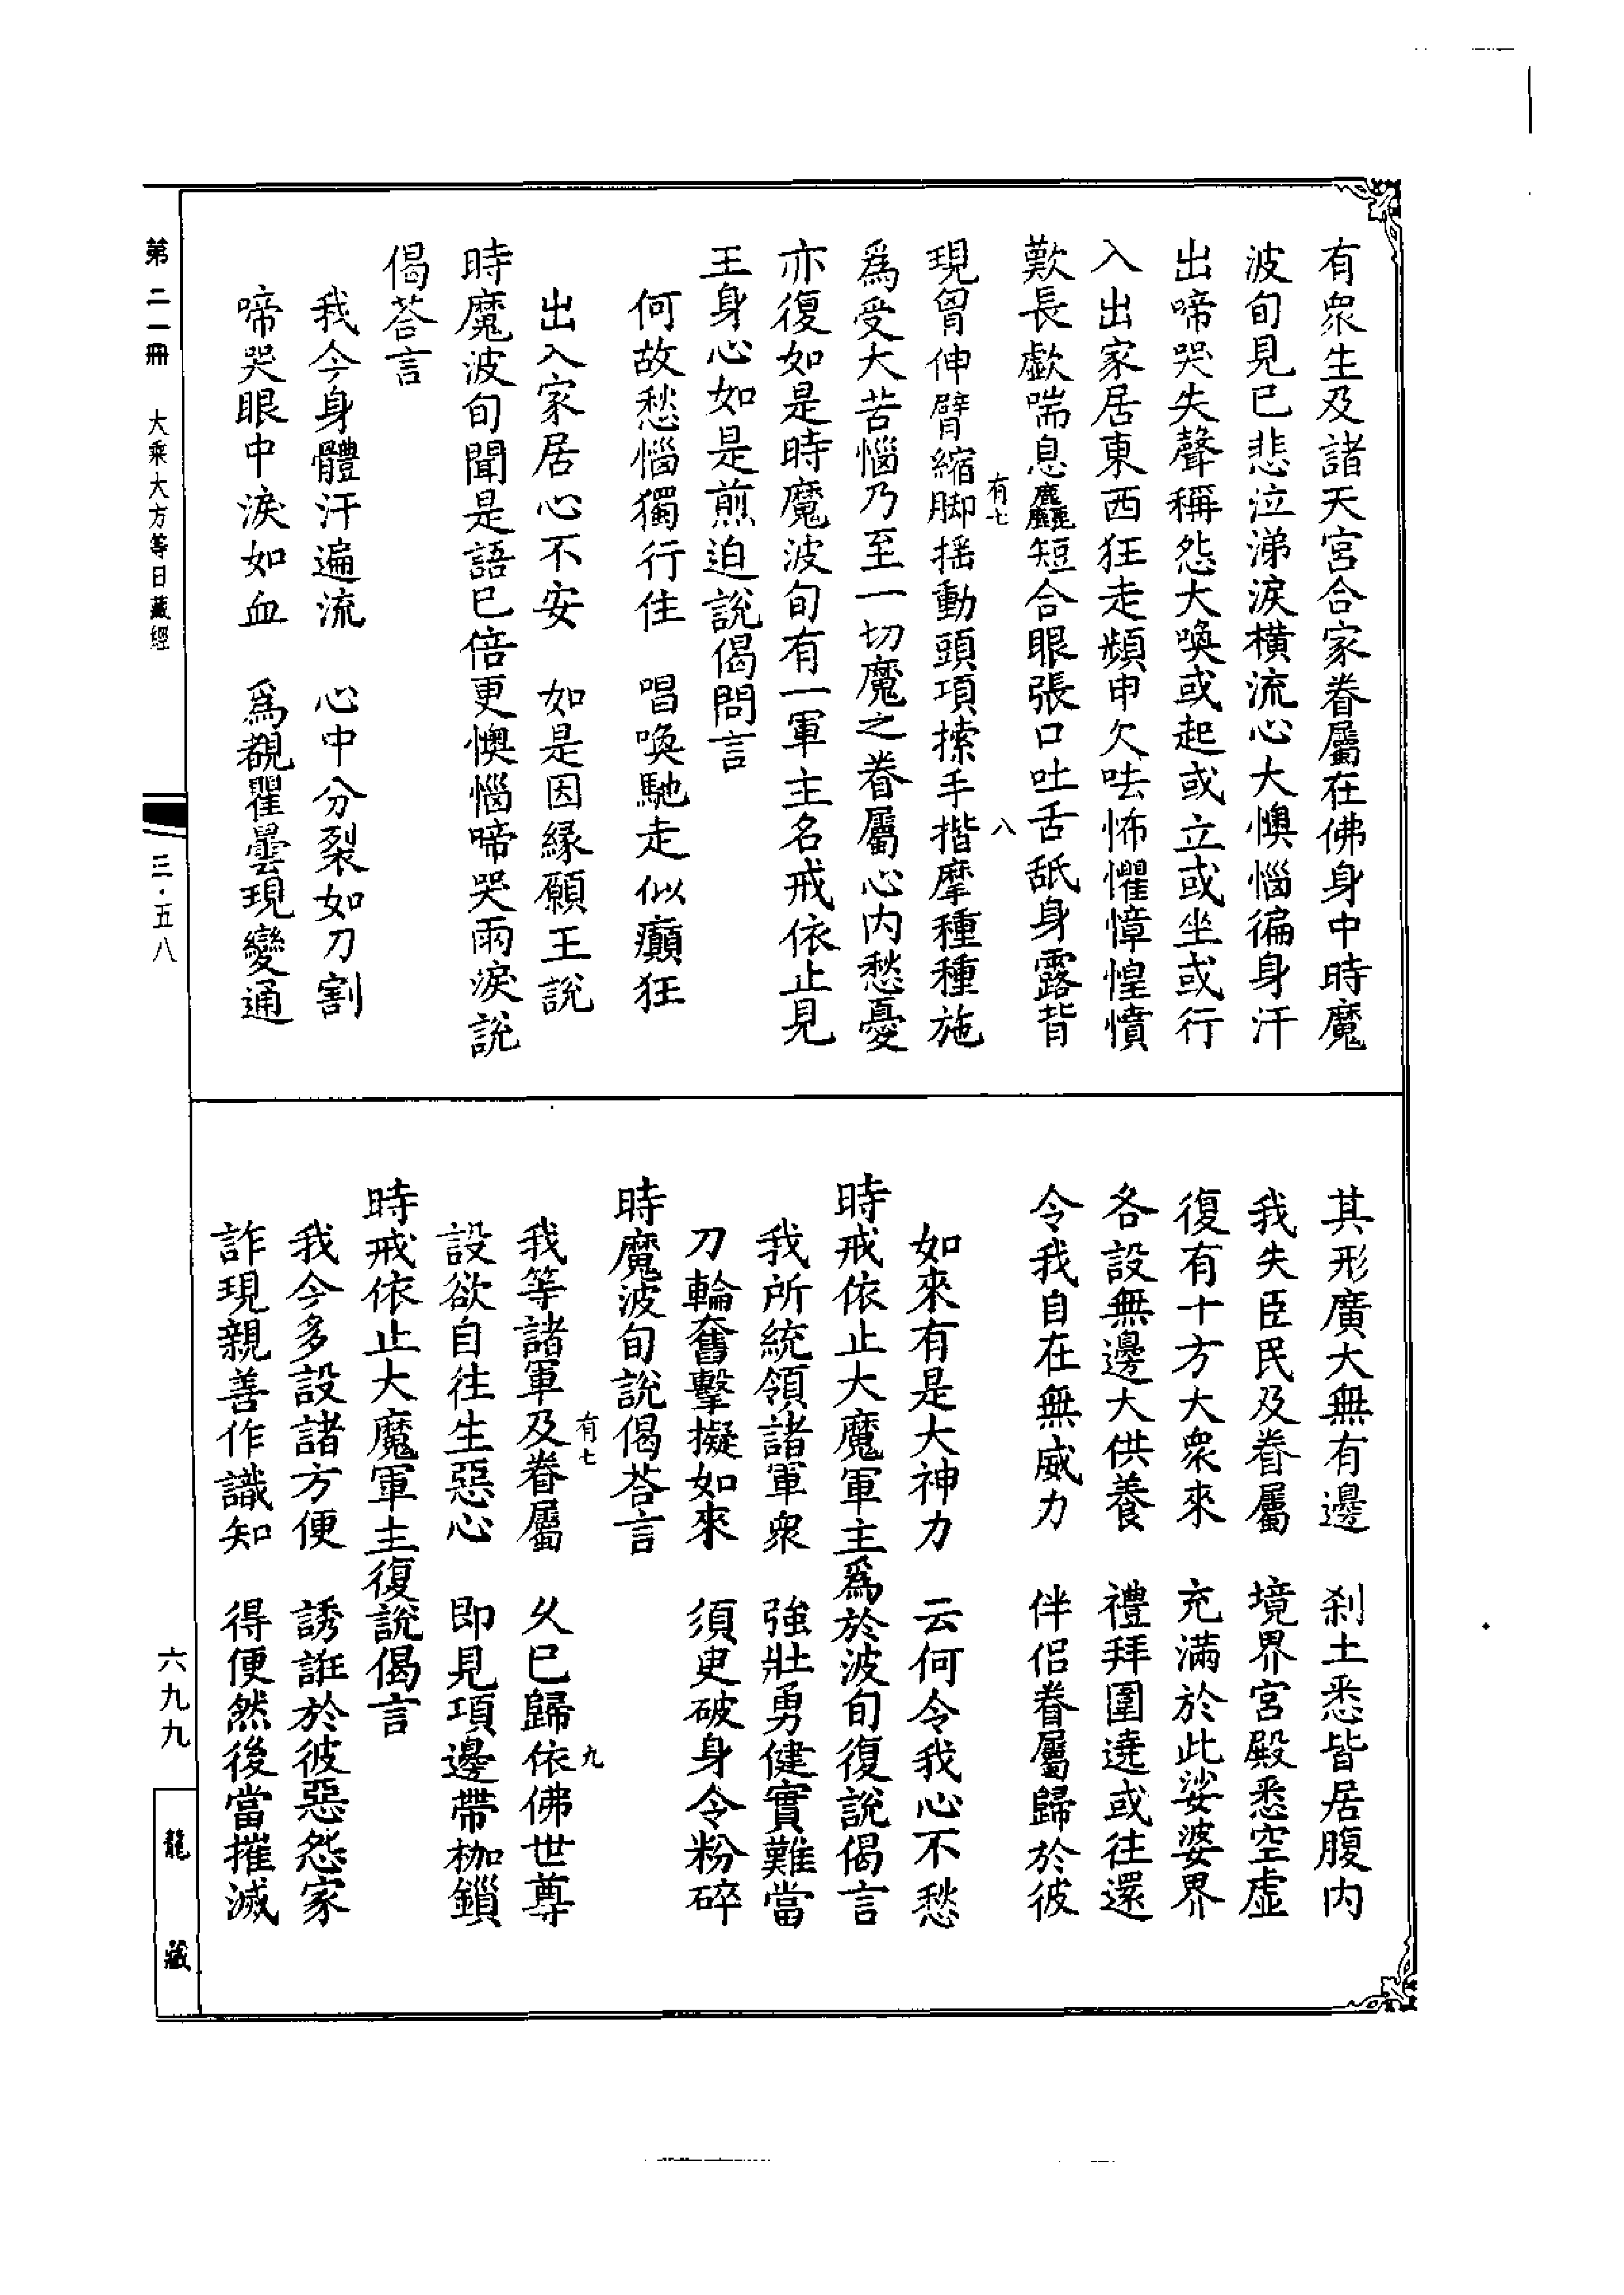 有衆生及諸天宮合家眷屬在佛身中時魔
波旬見已悲泣涕淚橫流心大懊惱徧身汗
出啼哭失聲稱怨大喚或起或立或坐或行
入出家居東西狂走頻申欠呿怖懼慞惶憒
歎長歔喘息麤短合眼張口吐舌舐身露背
有七 八
現曾伸臂縮脚揺動頭項搸手揩摩種種施
爲受大苦惱乃至一切魔之眷屬心内愁憂
亦復如是時魔波旬有一軍主名戒依止見
王身心如是煎迫說偈問言
何故愁惱獨行住 唱喚馳走似癲狂
出入家居心不安 如是因緣願王說
時魔波旬聞是語已倍更懊惱啼哭雨淚說
偈荅言
我今身體汗遍流 心中分裂如刀割
啼哭眼中淚如血 爲覩瞿曇現變通
其形廣大無有邊 刹土悉皆居腹内
我失臣民及眷屬 境界宮殿悉空虛
復有十方大衆來 充滿於此娑婆界
各設無邊大供養 禮拜圍遶或往還
令我自在無威力 伴侶眷屬歸於彼
如來有是大神力 云何令我心不愁
時戒依止大魔軍主爲於波旬復說偈言
我所統領諸軍衆 強壯勇健實難當
刀輪奮擊擬如來 須臾破身令粉碎
時魔波旬說偈荅言
有七 九
我等諸軍及眷屬 久已歸依佛世尊
設欲自往生惡心 即見項邊帶枷鎖
時戒依止大魔軍主復說偈言
我今多設諸方便 誘誑於彼惡怨家
詐現親善作識知 得便然後當摧滅
第二一冊 大乘大方等日藏經 三·五八
六九九 龍藏